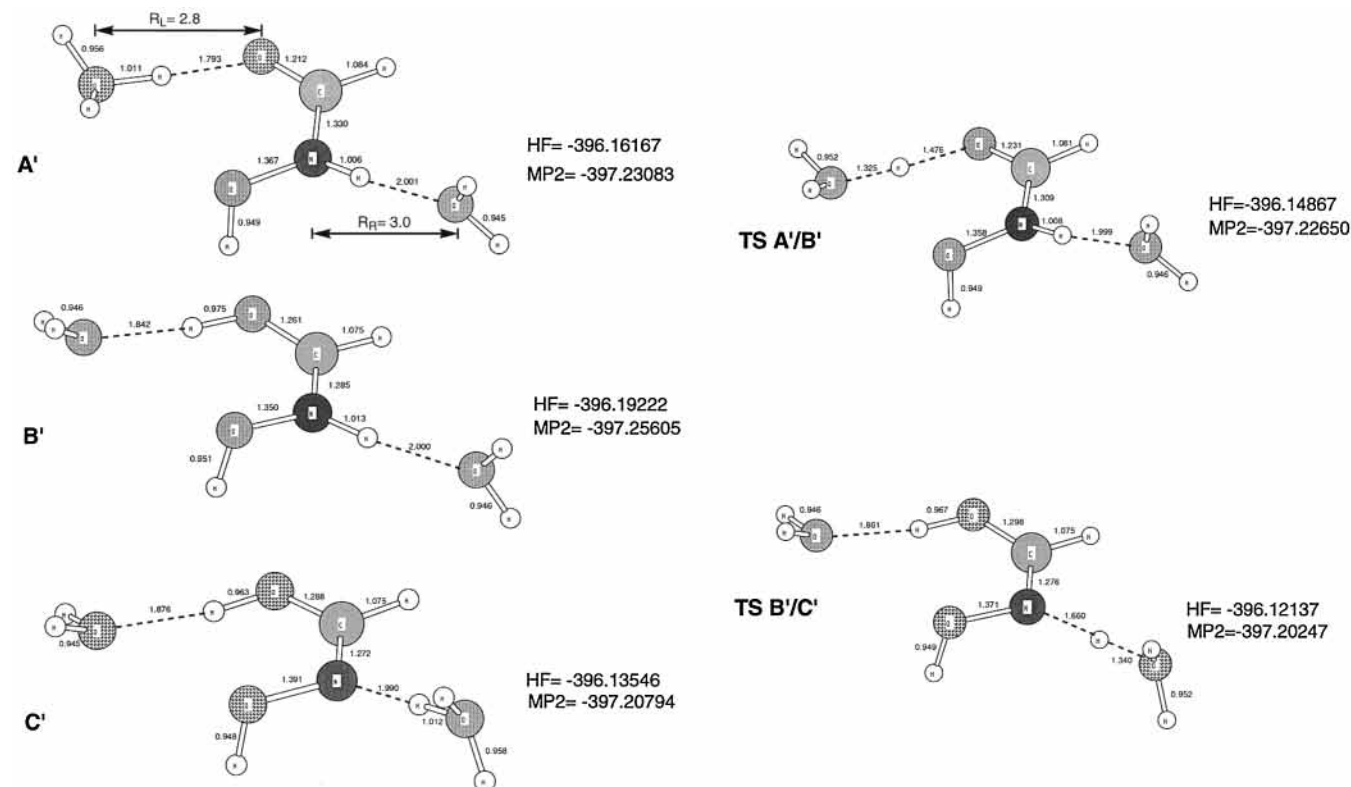 R_L= 2.8
H
0.956
1.011
O
H
H
1.793
O
1.212
1.084
H
C
1.330
1.367
N
1.006
H
2.001
O
H
0.945
H
O
0.949
H
R_R= 3.0
A'
HF= -396.16167
MP2= -397.23083
0.946
H
H
O
1.842
H
0.975
O
1.261
1.075
H
C
1.285
1.350
N
1.013
H
2.000
O
H
0.946
H
O
0.951
H
B'
HF= -396.19222
MP2= -397.25605
H
H
O
0.945
1.876
H
0.963
O
1.288
1.075
H
C
1.272
1.391
N
1.990
H
H
1.012
O
0.958
H
O
0.948
H
C'
HF= -396.13546
MP2= -397.20794
H
0.952
H
O
1.325
H
1.476
O
1.231
1.081
H
C
1.309
1.358
N
1.008
H
1.999
H
O
0.946
H
O
0.949
H
TS A'/B'
HF=-396.14867
MP2= -397.22650
0.946
H
H
O
1.861
H
0.967
O
1.298
1.075
H
C
1.276
1.371
N
1.660
H
1.340
H
O
0.952
H
O
0.949
H
TS B'/C'
HF= -396.12137
MP2= -397.20247